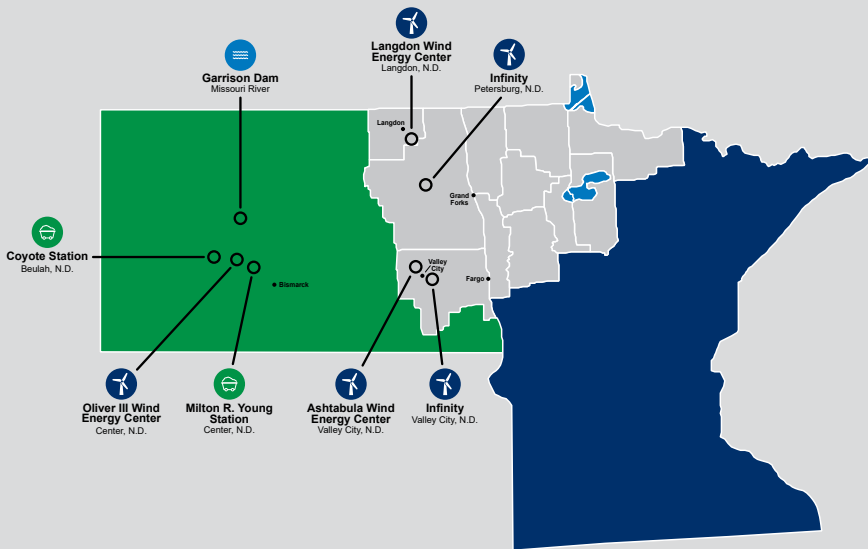 Langdon Wind
Energy Center
Langdon, N.D.
Infinity
Petersburg, N.D.
Garrison Dam
Missouri River
Langdon
Grand
Forks
Coyote Station
Beulah, N.D.
Valley
City
Fargo
Bismarck
Oliver III Wind
Energy Center
Center, N.D.
Milton R. Young
Station
Center, N.D.
Ashtabula Wind
Energy Center
Valley City, N.D.
Infinity
Valley City, N.D.